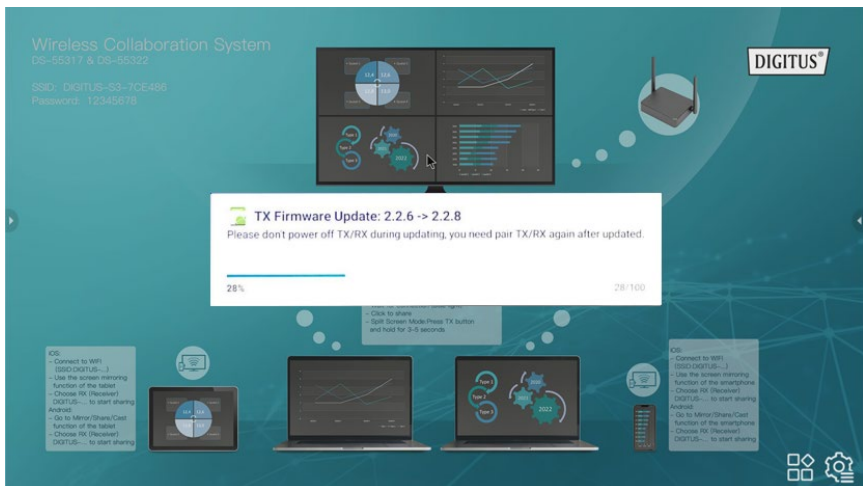 Wireless Collaboration System
DS-55317 & DS-55322
SSID: DIGITUS-S3-7CE486
Password: 12345678
DIGITUS®
TX Firmware Update: 2.2.6 -> 2.2.8
Please don't power off TX/RX during updating, you need pair TX/RX again after updated.
28%
28/100
- Click to share
- Split Screen Mode:Press TX button
and hold for 3-5 seconds
iOS:
- Connect to WIFI
(SSID:DIGITUS-...)
- Use the screen mirroring
function of the tablet
- Choose RX (Receiver)
DIGITUS-... to start sharing
Android:
- Go to Mirror/Share/Cast
function of the tablet
- Choose RX (Receiver)
DIGITUS-... to start sharing
Type 1
Type 2
Type 3
2022
iOS:
- Connect to WIFI
(SSID:DIGITUS-...)
- Use the screen mirroring
function of the smartphone
- Choose RX (Receiver)
DIGITUS-... to start sharing
Android:
- Go to Mirror/Share/Cast
function of the smartphone
- Choose RX (Receiver)
DIGITUS-... to start sharing